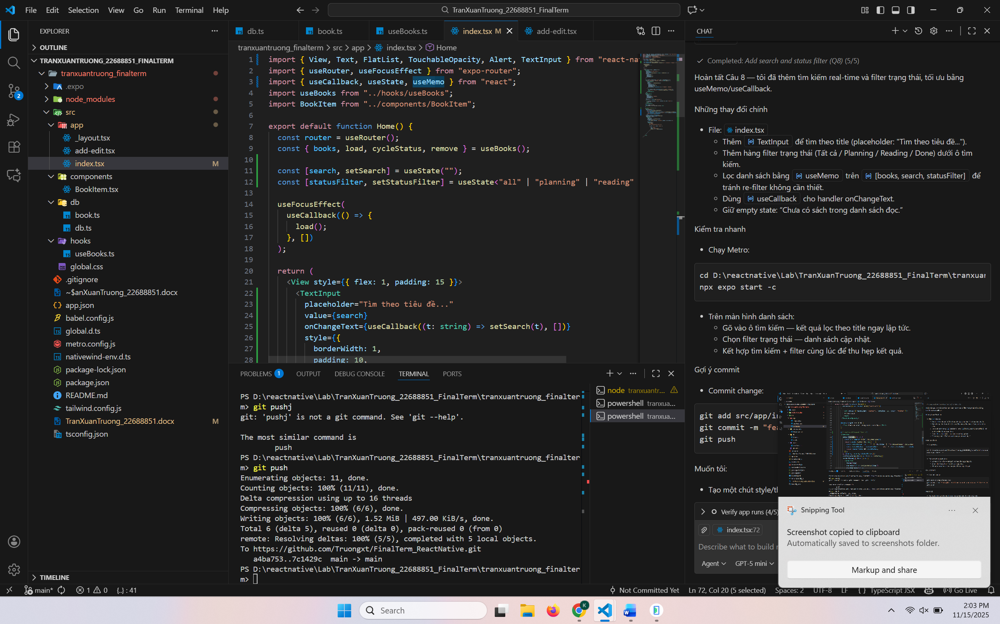 File Edit Selection View Go Run Terminal Help
TranXuanTruong_22688851_FinalTerm
EXPLORER
OUTLINE
TRANXUANTRUONG_22688851_FINALTERM
tranxuantruong_finalterm
.expo
node_modules
src
app
_layout.tsx
add-edit.tsx
index.tsx M
components
BookItem.tsx
db
book.ts
db.ts
hooks
useBooks.ts
global.css
.gitignore
~$anXuanTruong_22688851.docx
app.json
babel.config.js
global.d.ts
metro.config.js
nativewind-env.d.ts
package-lock.json
package.json
README.md
tailwind.config.js
TranXuanTruong_22688851.docx M
tsconfig.json
TIMELINE
2
db.ts book.ts useBooks.ts index.tsx M add-edit.tsx
tranxuantruong_finalterm > src > app > index.tsx > Home
1 import { View, Text, FlatList, TouchableOpacity, Alert, TextInput } from "react-na
2 import { useRouter, useFocusEffect } from "expo-router";
3 import { useCallback, useState, useMemo } from "react";
4 import useBooks from "../hooks/useBooks";
5 import BookItem from "../components/BookItem";
6
7 export default function Home() {
8 const router = useRouter();
9 const { books, load, cycleStatus, remove } = useBooks();
10
11 const [search, setSearch] = useState("");
12 const [statusFilter, setStatusFilter] = useState<"all" | "planning" | "reading"
13
14 useFocusEffect(
15 useCallback(() => {
16 load();
17 }, [])
18 );
19
20 return (
21 <View style={{ flex: 1, padding: 15 }}>
22 <TextInput
23 placeholder="Tìm theo tiêu đề..."
24 value={search}
25 onChangeText={useCallback((t: string) => setSearch(t), [])}
26 style={{
27 borderWidth: 1,
28 padding: 10,
PROBLEMS 1 OUTPUT DEBUG CONSOLE TERMINAL PORTS
PS D:\reactnative\Lab\TranXuanTruong_22688851_FinalTerm\tranxuantruong_finalter
m> git pushj
git: 'pushj' is not a git command. See 'git --help'.
The most similar command is
push
PS D:\reactnative\Lab\TranXuanTruong_22688851_FinalTerm\tranxuantruong_finalter
m> git push
Enumerating objects: 11, done.
Counting objects: 100% (11/11), done.
Delta compression using up to 16 threads
Compressing objects: 100% (6/6), done.
Writing objects: 100% (6/6), 1.52 MiB | 497.00 KiB/s, done.
Total 6 (delta 5), reused 0 (delta 0), pack-reused 0 (from 0)
remote: Resolving deltas: 100% (5/5), completed with 5 local objects.
To https://github.com/Truongxt/FinalTerm_ReactNative.git
a4ba753..7c1429c main -> main
PS D:\reactnative\Lab\TranXuanTruong_22688851_FinalTerm\tranxuantruong_finalter
m>
node tranxuantr...
powershell tranxua...
powershell tranxua...
CHAT
Completed: Add search and status filter (Q8) (5/5)
Hoàn tất Câu 8 — tôi đã thêm tìm kiếm real-time và filter trạng thái, tối ưu bằng
useMemo/useCallback.
Những thay đổi chính
• File: index.tsx
Thêm TextInput để tìm theo title (placeholder: "Tìm theo tiêu đề...").
Thêm hàng filter trạng thái (Tất cả / Planning / Reading / Done) dưới ô tìm
kiếm.
Lọc danh sách bằng useMemo trên [books, search, statusFilter] để
tránh re-filter không cần thiết.
Dùng useCallback cho handler onChangeText.
Giữ empty state: “Chưa có sách trong danh sách đọc.”
Kiểm tra nhanh
• Chạy Metro:
cd D:\reactnative\Lab\TranXuanTruong_22688851_FinalTerm\tranxuar
npx expo start -c
• Trên màn hình danh sách:
Gõ vào ô tìm kiếm — kết quả lọc theo title ngay lập tức.
Chọn filter trạng thái — danh sách cập nhật.
Kết hợp tìm kiếm + filter cùng lúc để thu hẹp kết quả.
Gợi ý commit
• Commit change:
git add src/app/in
git commit -m "fea
git push
Muốn tôi:
• Tạo một chút style/th
Verify app runs (4/5)
index.tsx:72
Describe what to build n
Agent GPT-5 mini
Snipping Tool
Screenshot copied to clipboard
Automatically saved to screenshots folder.
Markup and share
main* 1 0 {..} : 41
Not Committed Yet Ln 72, Col 20 (5 selected) Spaces: 2 UTF-8 LF { } TypeScript JSX Go Live
Search
K
2:03 PM
11/15/2025